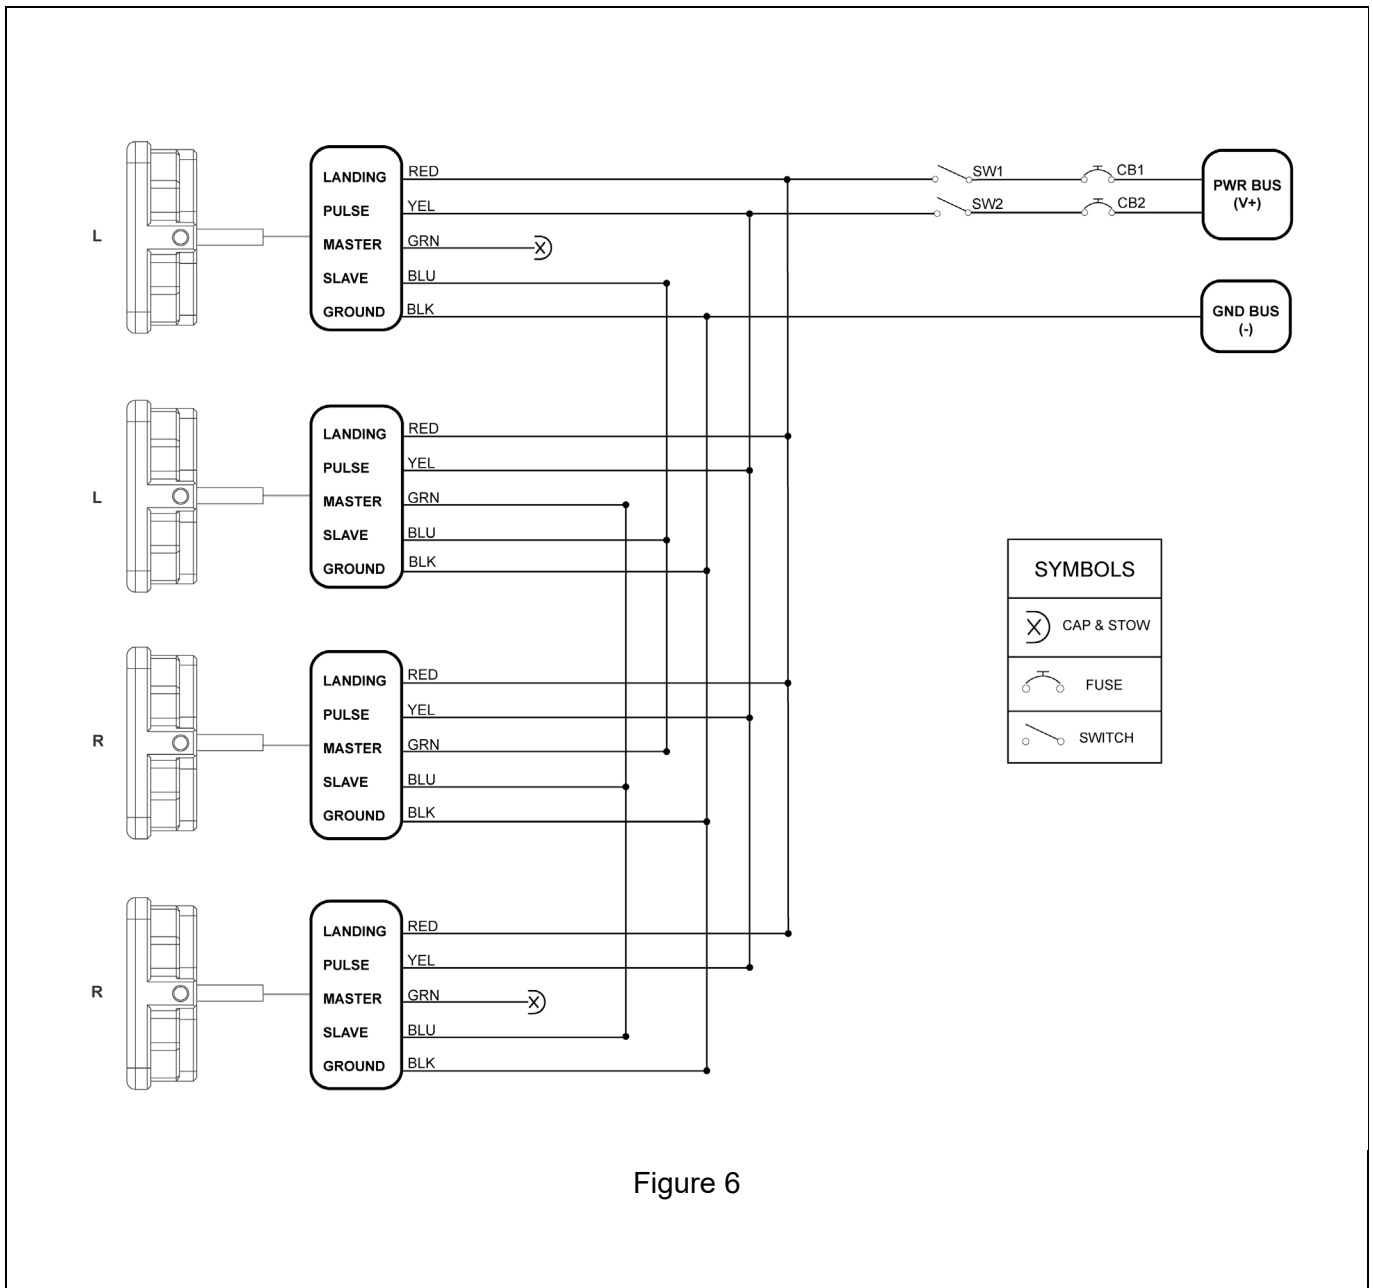 LANDING RED
PULSE YEL
MASTER GRN
SLAVE BLU
GROUND BLK
L
SW1 CB1
SW2 CB2
PWR BUS
(V+)
GND BUS
(-)
LANDING RED
PULSE YEL
MASTER GRN
SLAVE BLU
GROUND BLK
L
LANDING RED
PULSE YEL
MASTER GRN
SLAVE BLU
GROUND BLK
R
LANDING RED
PULSE YEL
MASTER GRN
SLAVE BLU
GROUND BLK
R
SYMBOLS
CAP & STOW
FUSE
SWITCH
Figure 6